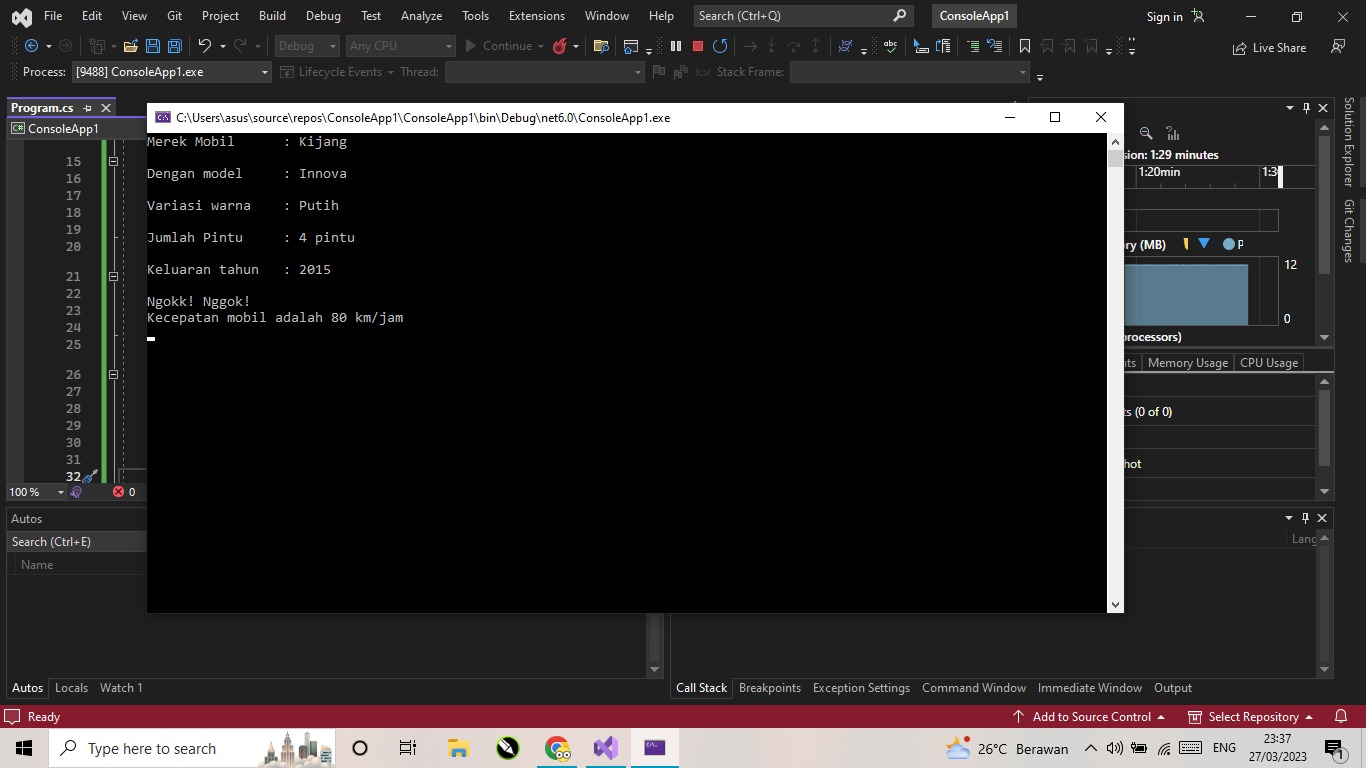 File Edit View Git Project Build Debug Test Analyze Tools Extensions Window Help Search (Ctrl+Q) ConsoleApp1 Sign in
Debug Any CPU Continue Live Share
Process: [9488] ConsoleApp1.exe Lifecycle Events Thread: Stack Frame:
Program.cs
ConsoleApp1
C:\Users\asus\source\repos\ConsoleApp1\ConsoleApp1\bin\Debug\net6.0\ConsoleApp1.exe
Merek Mobil : Kijang
Dengan model : Innova
Variasi warna : Putih
Jumlah Pintu : 4 pintu
Keluaran tahun : 2015
Ngokk! Nggok!
Kecepatan mobil adalah 80 km/jam
15
16
17
18
19
20
21
22
23
24
25
26
27
28
29
30
31
32
100 % 0
sion: 1:29 minutes
1:20min 1:3
ry (MB) P
12
0
processors)
nts Memory Usage CPU Usage
ts (0 of 0)
hot
Solution Explorer
Git Changes
Autos
Search (Ctrl+E)
Name
Lang
Autos Locals Watch 1
Call Stack Breakpoints Exception Settings Command Window Immediate Window Output
Ready Add to Source Control Select Repository
Type here to search
26°C Berawan ENG 23:37
27/03/2023
1